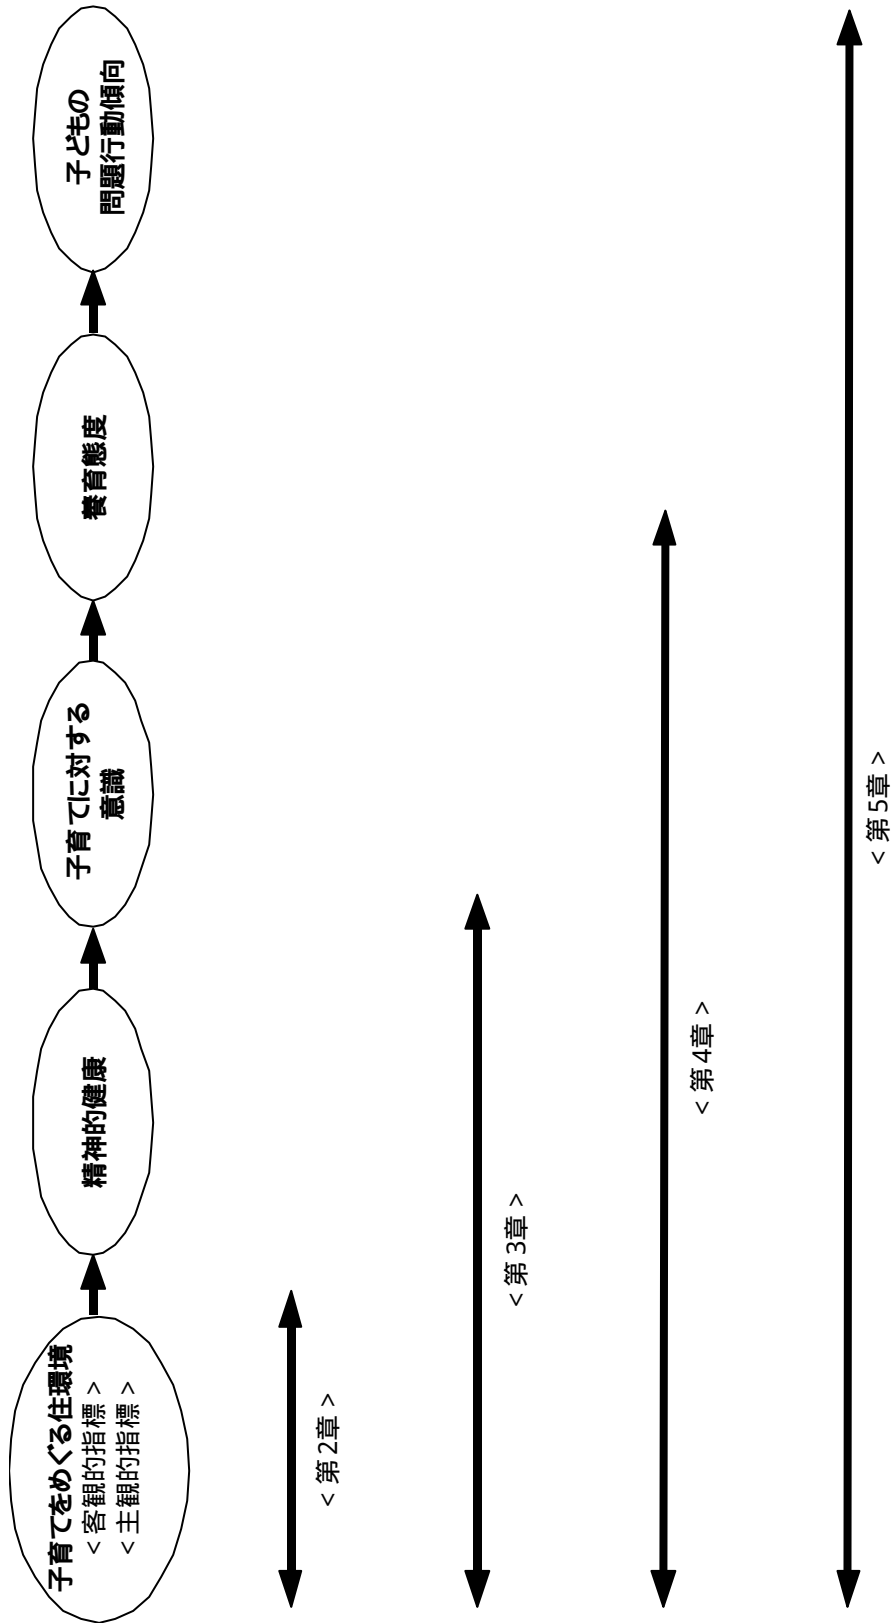 子育てをめぐる住環境
＜客観的指標＞
＜主観的指標＞
精神的健康
子育てに対する
意識
養育態度
子どもの
問題行動傾向
＜第2章＞
＜第3章＞
＜第4章＞
＜第5章＞